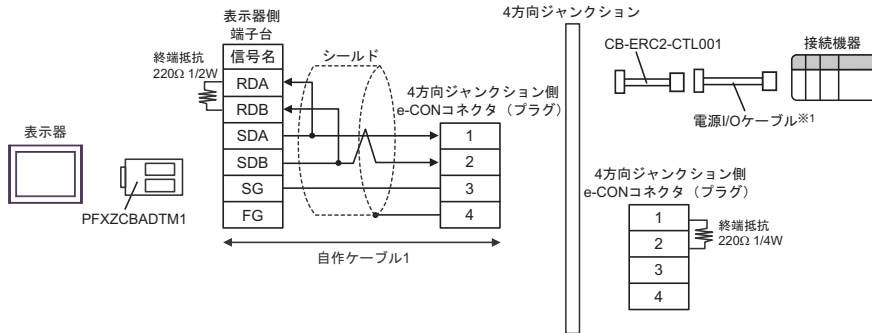 4方向ジャンクション
表示器側
端子台
信号名
RDA
RDB
SDA
SDB
SG
FG
終端抵抗
220Ω 1/2W
シールド
4方向ジャンクション側
e-CONコネクタ（プラグ）
1
2
3
4
表示器
PFXZCBADTM1
自作ケーブル1
CB-ERC2-CTL001
接続機器
電源I/Oケーブル※1
4方向ジャンクション側
e-CONコネクタ（プラグ）
1
2
3
4
終端抵抗
220Ω 1/4W